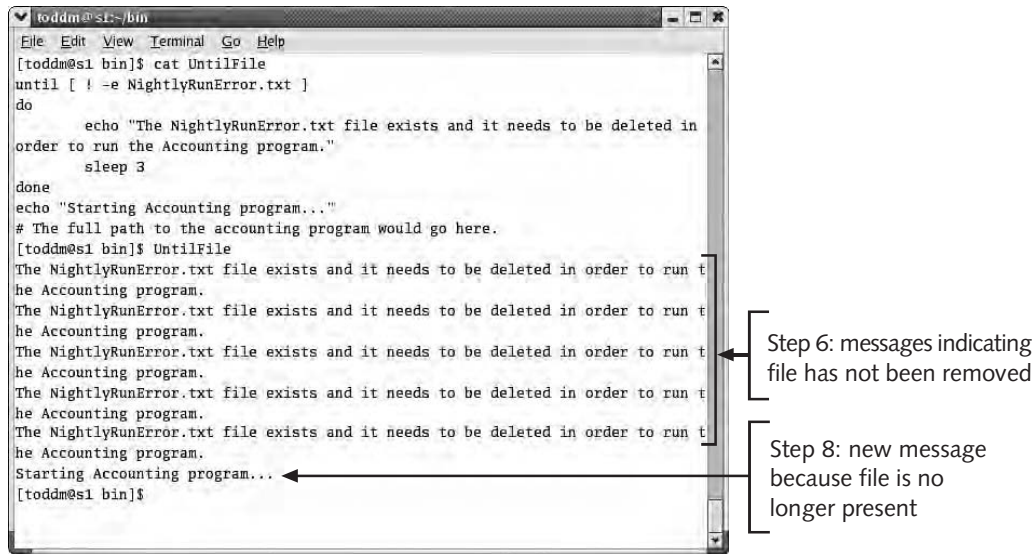 toddm@s1:~/bin
File Edit View Terminal Go Help
[toddm@s1 bin]$ cat UntilFile
until [ ! -e NightlyRunError.txt ]
do
echo "The NightlyRunError.txt file exists and it needs to be deleted in
order to run the Accounting program."
sleep 3
done
echo "Starting Accounting program..."
# The full path to the accounting program would go here.
[toddm@s1 bin]$ UntilFile
The NightlyRunError.txt file exists and it needs to be deleted in order to run t
he Accounting program.
The NightlyRunError.txt file exists and it needs to be deleted in order to run t
he Accounting program.
The NightlyRunError.txt file exists and it needs to be deleted in order to run t
he Accounting program.
The NightlyRunError.txt file exists and it needs to be deleted in order to run t
he Accounting program.
The NightlyRunError.txt file exists and it needs to be deleted in order to run t
he Accounting program.
Starting Accounting program...
[toddm@s1 bin]$
Step 6: messages indicating
file has not been removed
Step 8: new message
because file is no
longer present